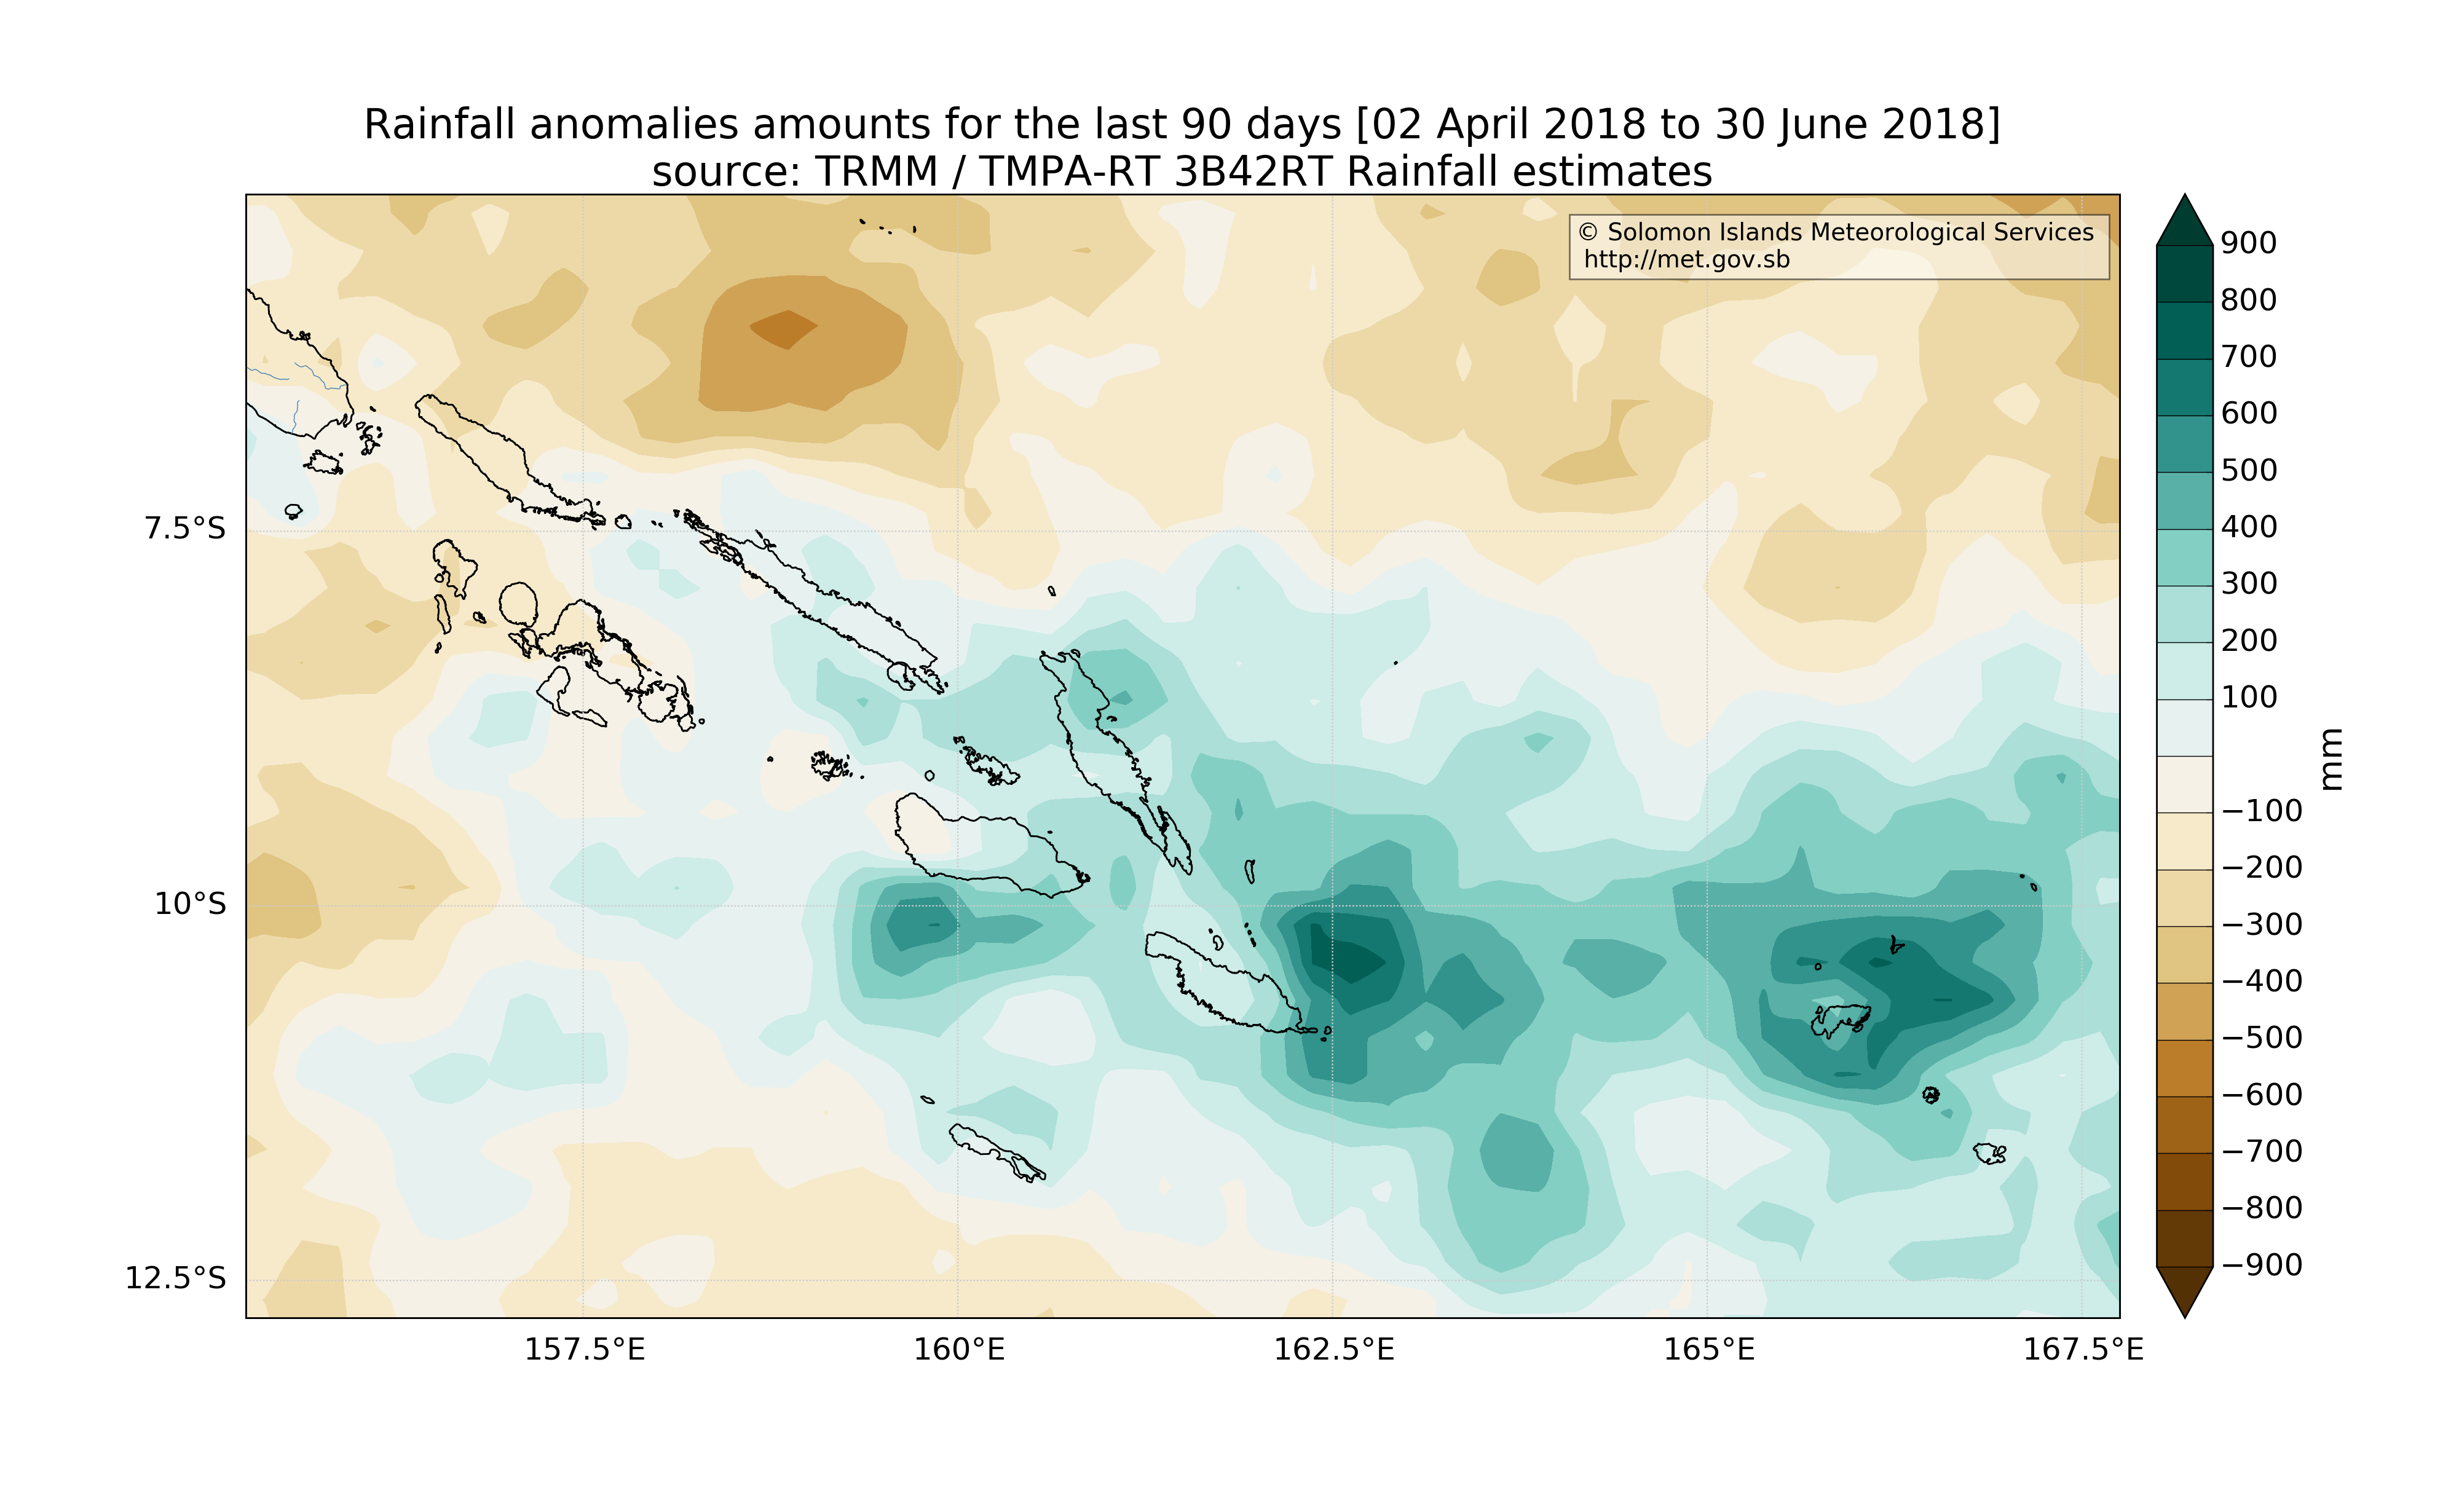 Rainfall anomalies amounts for the last 90 days [02 April 2018 to 30 June 2018]
source: TRMM / TMPA-RT 3B42RT Rainfall estimates
© Solomon Islands Meteorological Services
http://met.gov.sb
7.5°S
10°S
12.5°S
157.5°E
160°E
162.5°E
165°E
167.5°E
900
800
700
600
500
400
300
200
100
−100
−200
−300
−400
−500
−600
−700
−800
−900
mm